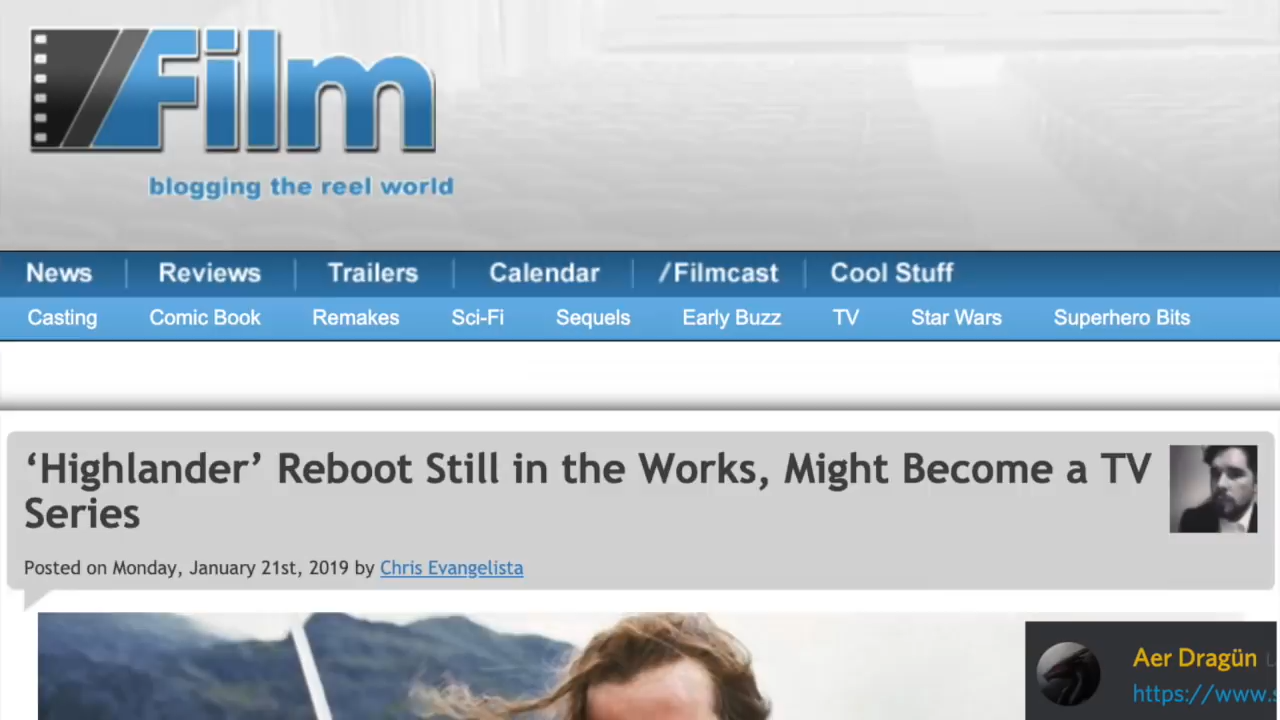 /Film
blogging the reel world
News Reviews Trailers Calendar /Filmcast Cool Stuff
Casting Comic Book Remakes Sci-Fi Sequels Early Buzz TV Star Wars Superhero Bits
‘Highlander’ Reboot Still in the Works, Might Become a TV
Series
Posted on Monday, January 21st, 2019 by Chris Evangelista
Aer Dragün
https://www.s